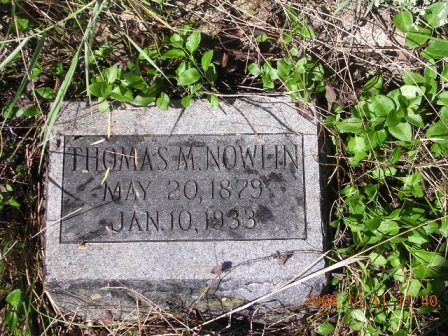 THOMAS M. NOWLIN
MAY 20, 1879
JAN. 10, 1933